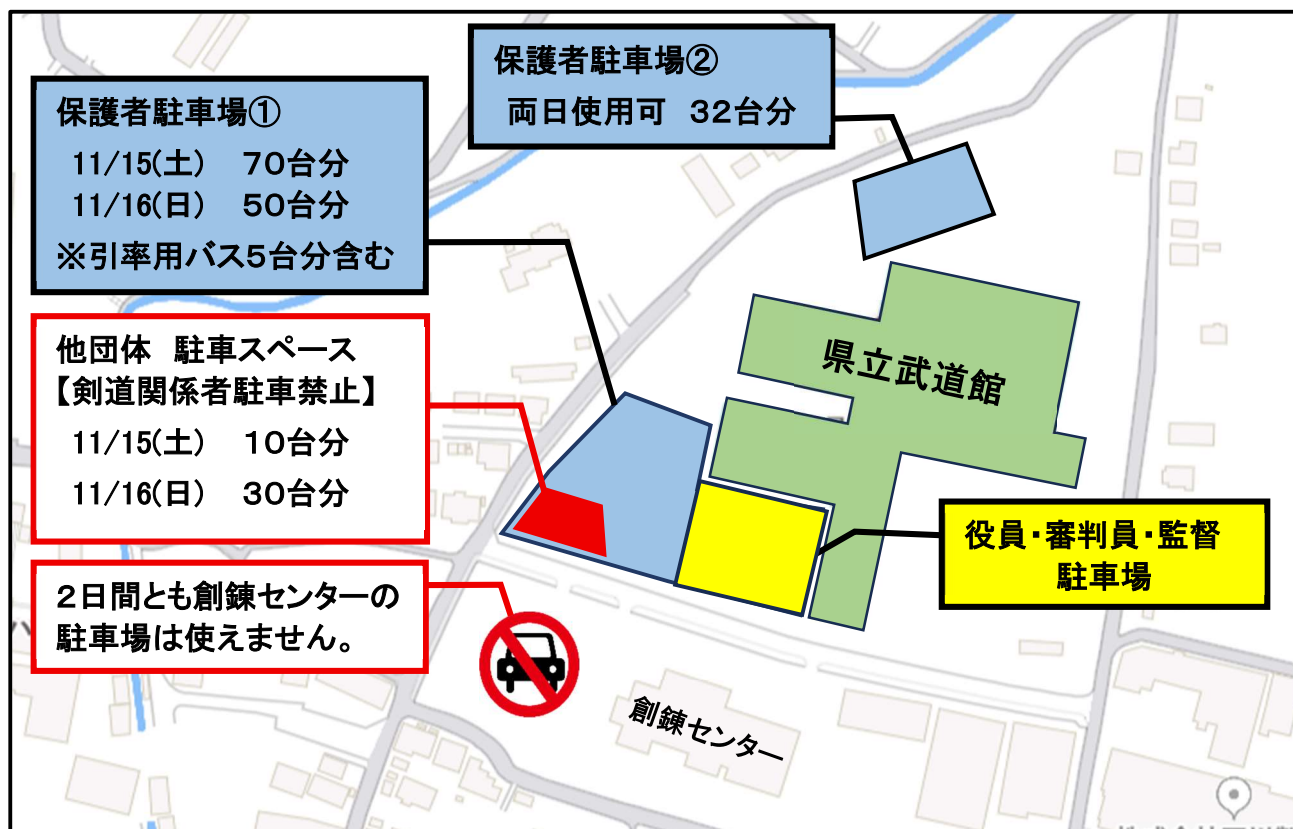 保護者駐車場①
11/15(土) 70台分
11/16(日) 50台分
※引率用バス5台分含む
保護者駐車場②
両日使用可 32台分
他団体 駐車スペース
【剣道関係者駐車禁止】
11/15(土) 10台分
11/16(日) 30台分
2日間とも創錬センターの
駐車場は使えません。
県立武道館
役員・審判員・監督
駐車場
創錬センター